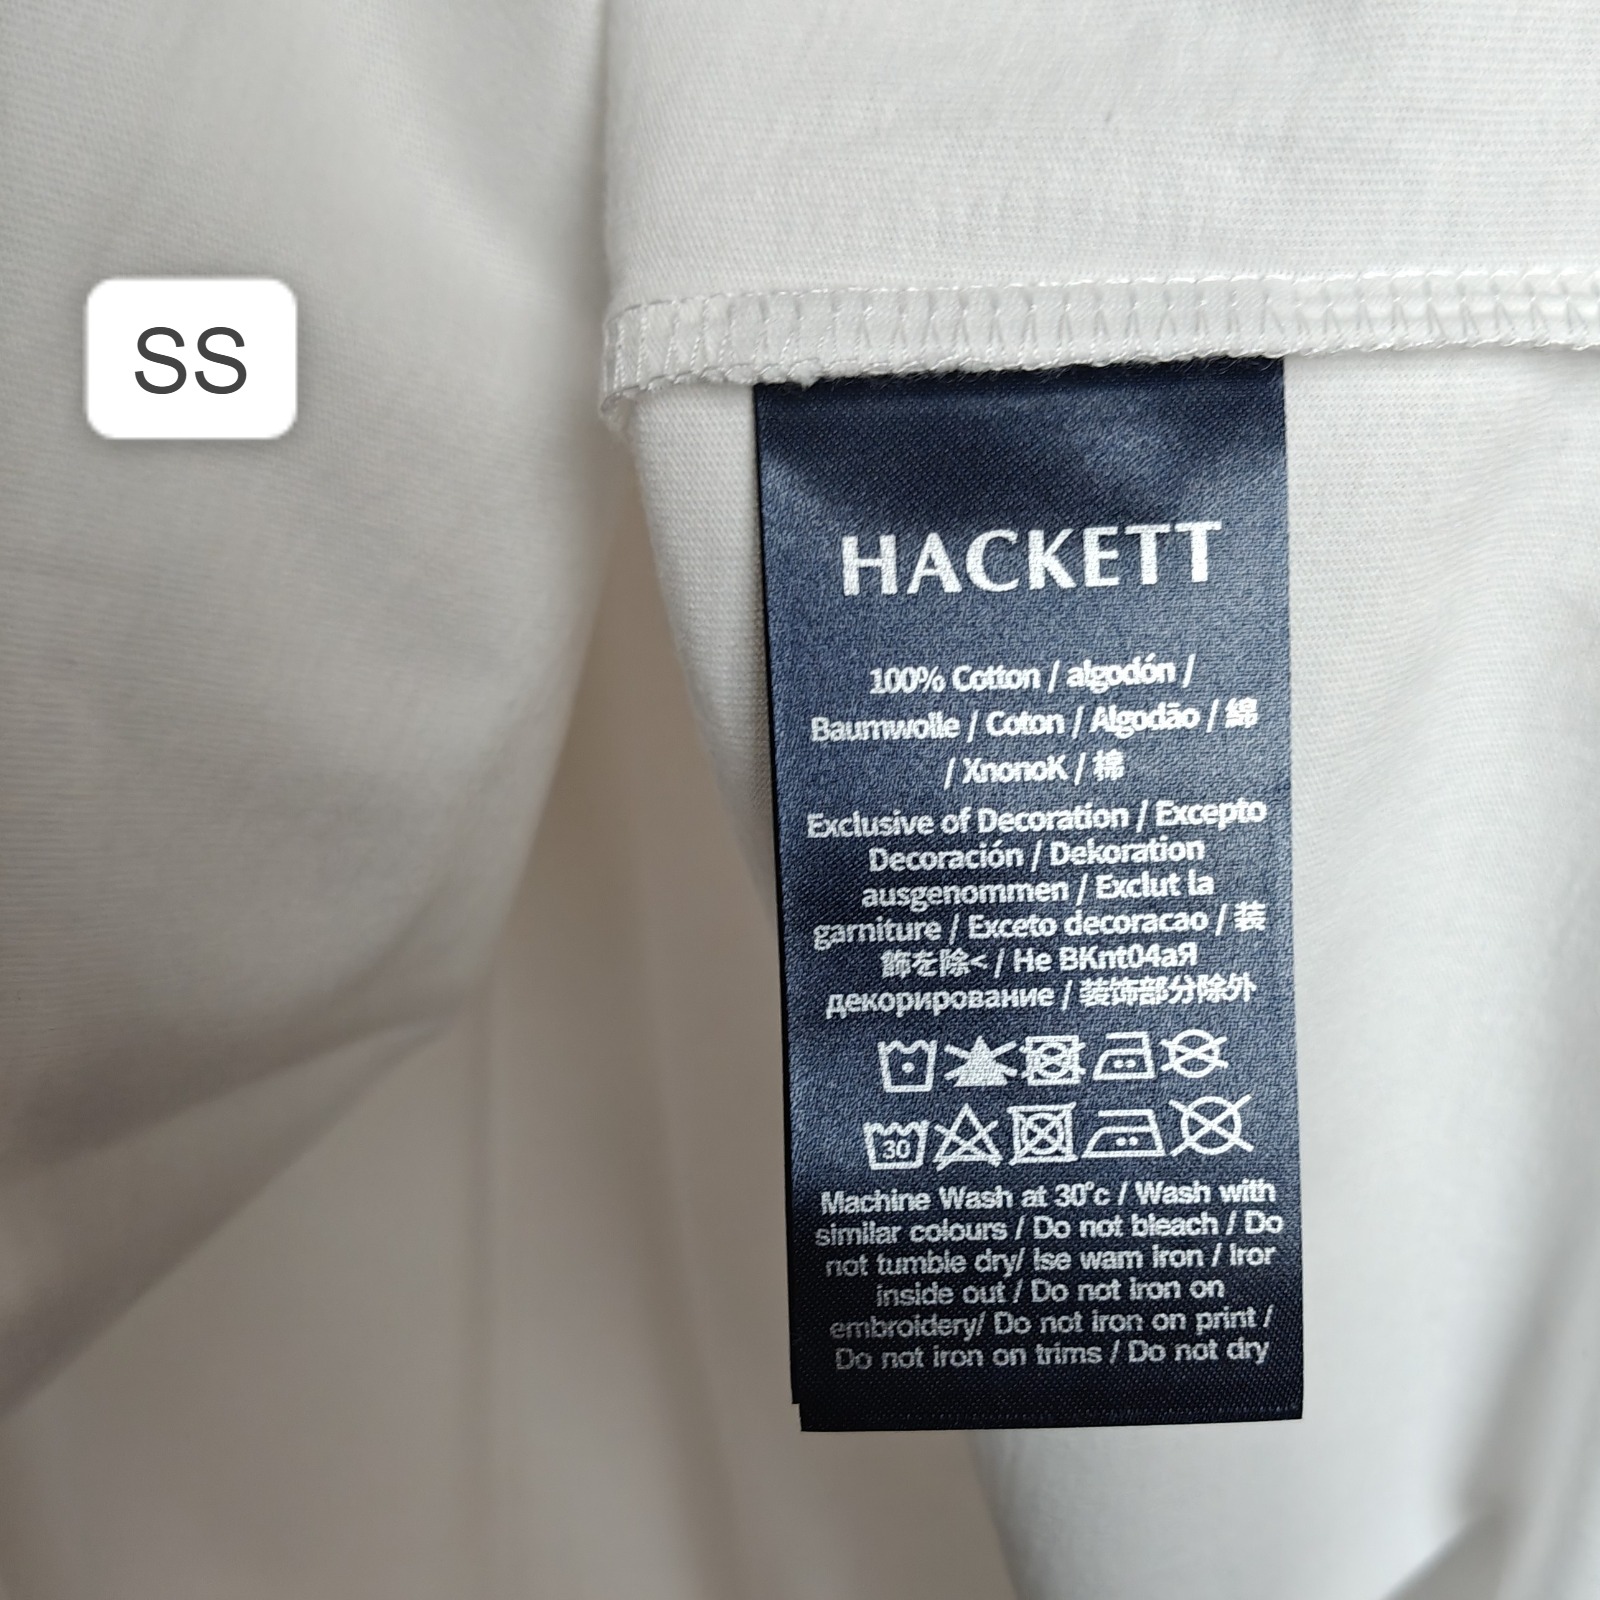 SS
HACKETT
100% Cotton / algodón /
Baumwolle / Coton / Algodão / 綿
/ XnonoK / 棉
Exclusive of Decoration / Excepto
Decoración / Dekoration
ausgenommen / Exclut la
garniture / Exceto decoracao / 装
飾を除< / He BKnt04aЯ
декорирование / 装饰部分除外
30
Machine Wash at 30°c / Wash with
similar colours / Do not bleach / Do
not tumble dry/ Ise wam iron / Iror
inside out / Do not iron on
embroidery/ Do not iron on print /
Do not iron on trims / Do not dry